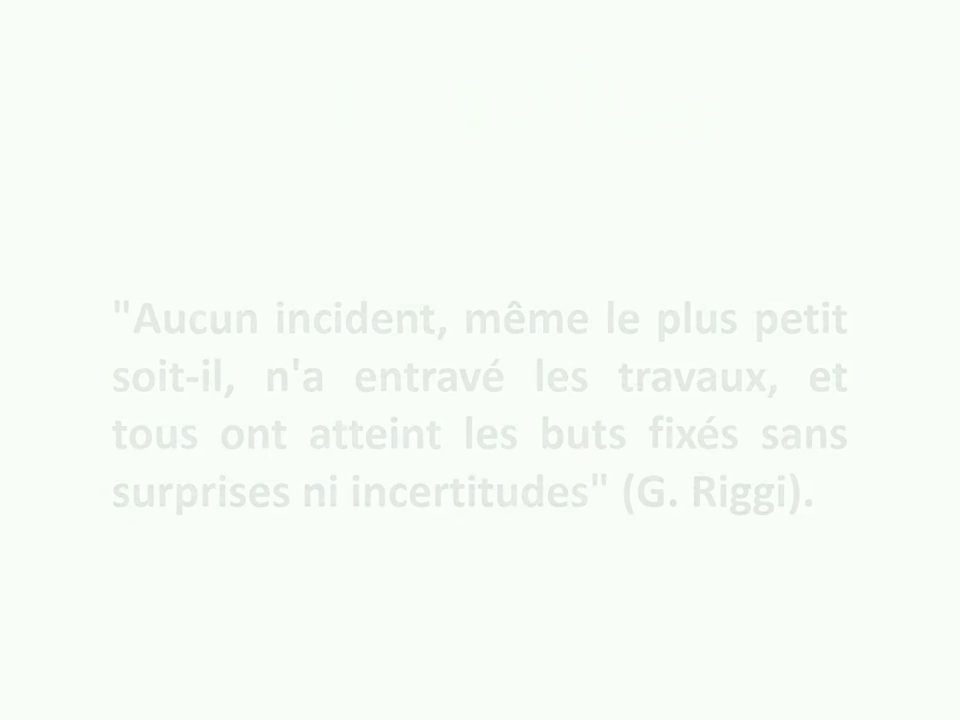 "Aucun incident, même le plus petit
soit-il, n'a entravé les travaux, et
tous ont atteint les buts fixés sans
surprises ni incertitudes" (G. Riggi).